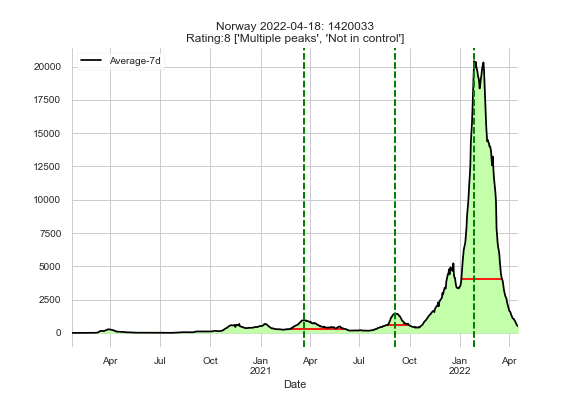 Norway 2022-04-18: 1420033
Rating:8 ['Multiple peaks', 'Not in control']
Average-7d
20000
17500
15000
12500
10000
7500
5000
2500
0
Apr Jul Oct Jan Apr Jul Oct Jan Apr
2021 2022
Date